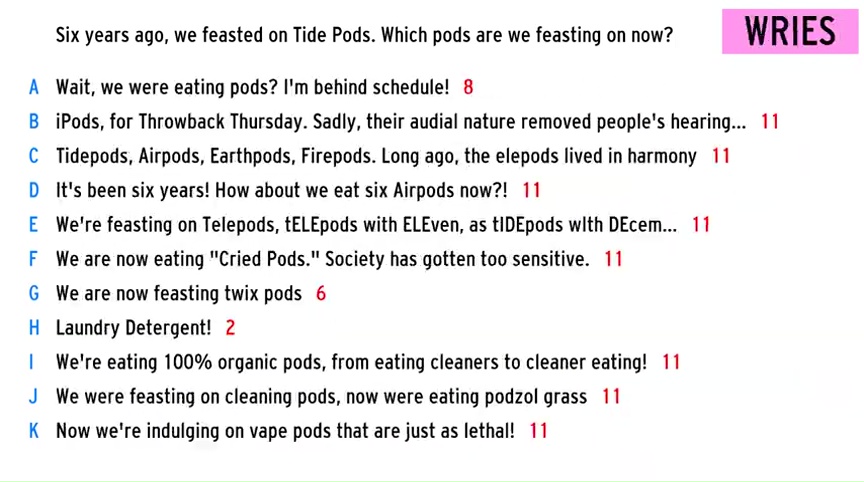 Six years ago, we feasted on Tide Pods. Which pods are we feasting on now?
WRIES
A Wait, we were eating pods? I'm behind schedule! 8
B iPods, for Throwback Thursday. Sadly, their audial nature removed people's hearing... 11
C Tidepods, Airpods, Earthpods, Firepods. Long ago, the elepods lived in harmony 11
D It's been six years! How about we eat six Airpods now?! 11
E We're feasting on Telepods, tELEpods with ELEven, as tIDEpods wIth DEcem... 11
F We are now eating "Cried Pods." Society has gotten too sensitive. 11
G We are now feasting twix pods 6
H Laundry Detergent! 2
I We're eating 100% organic pods, from eating cleaners to cleaner eating! 11
J We were feasting on cleaning pods, now were eating podzol grass 11
K Now we're indulging on vape pods that are just as lethal! 11